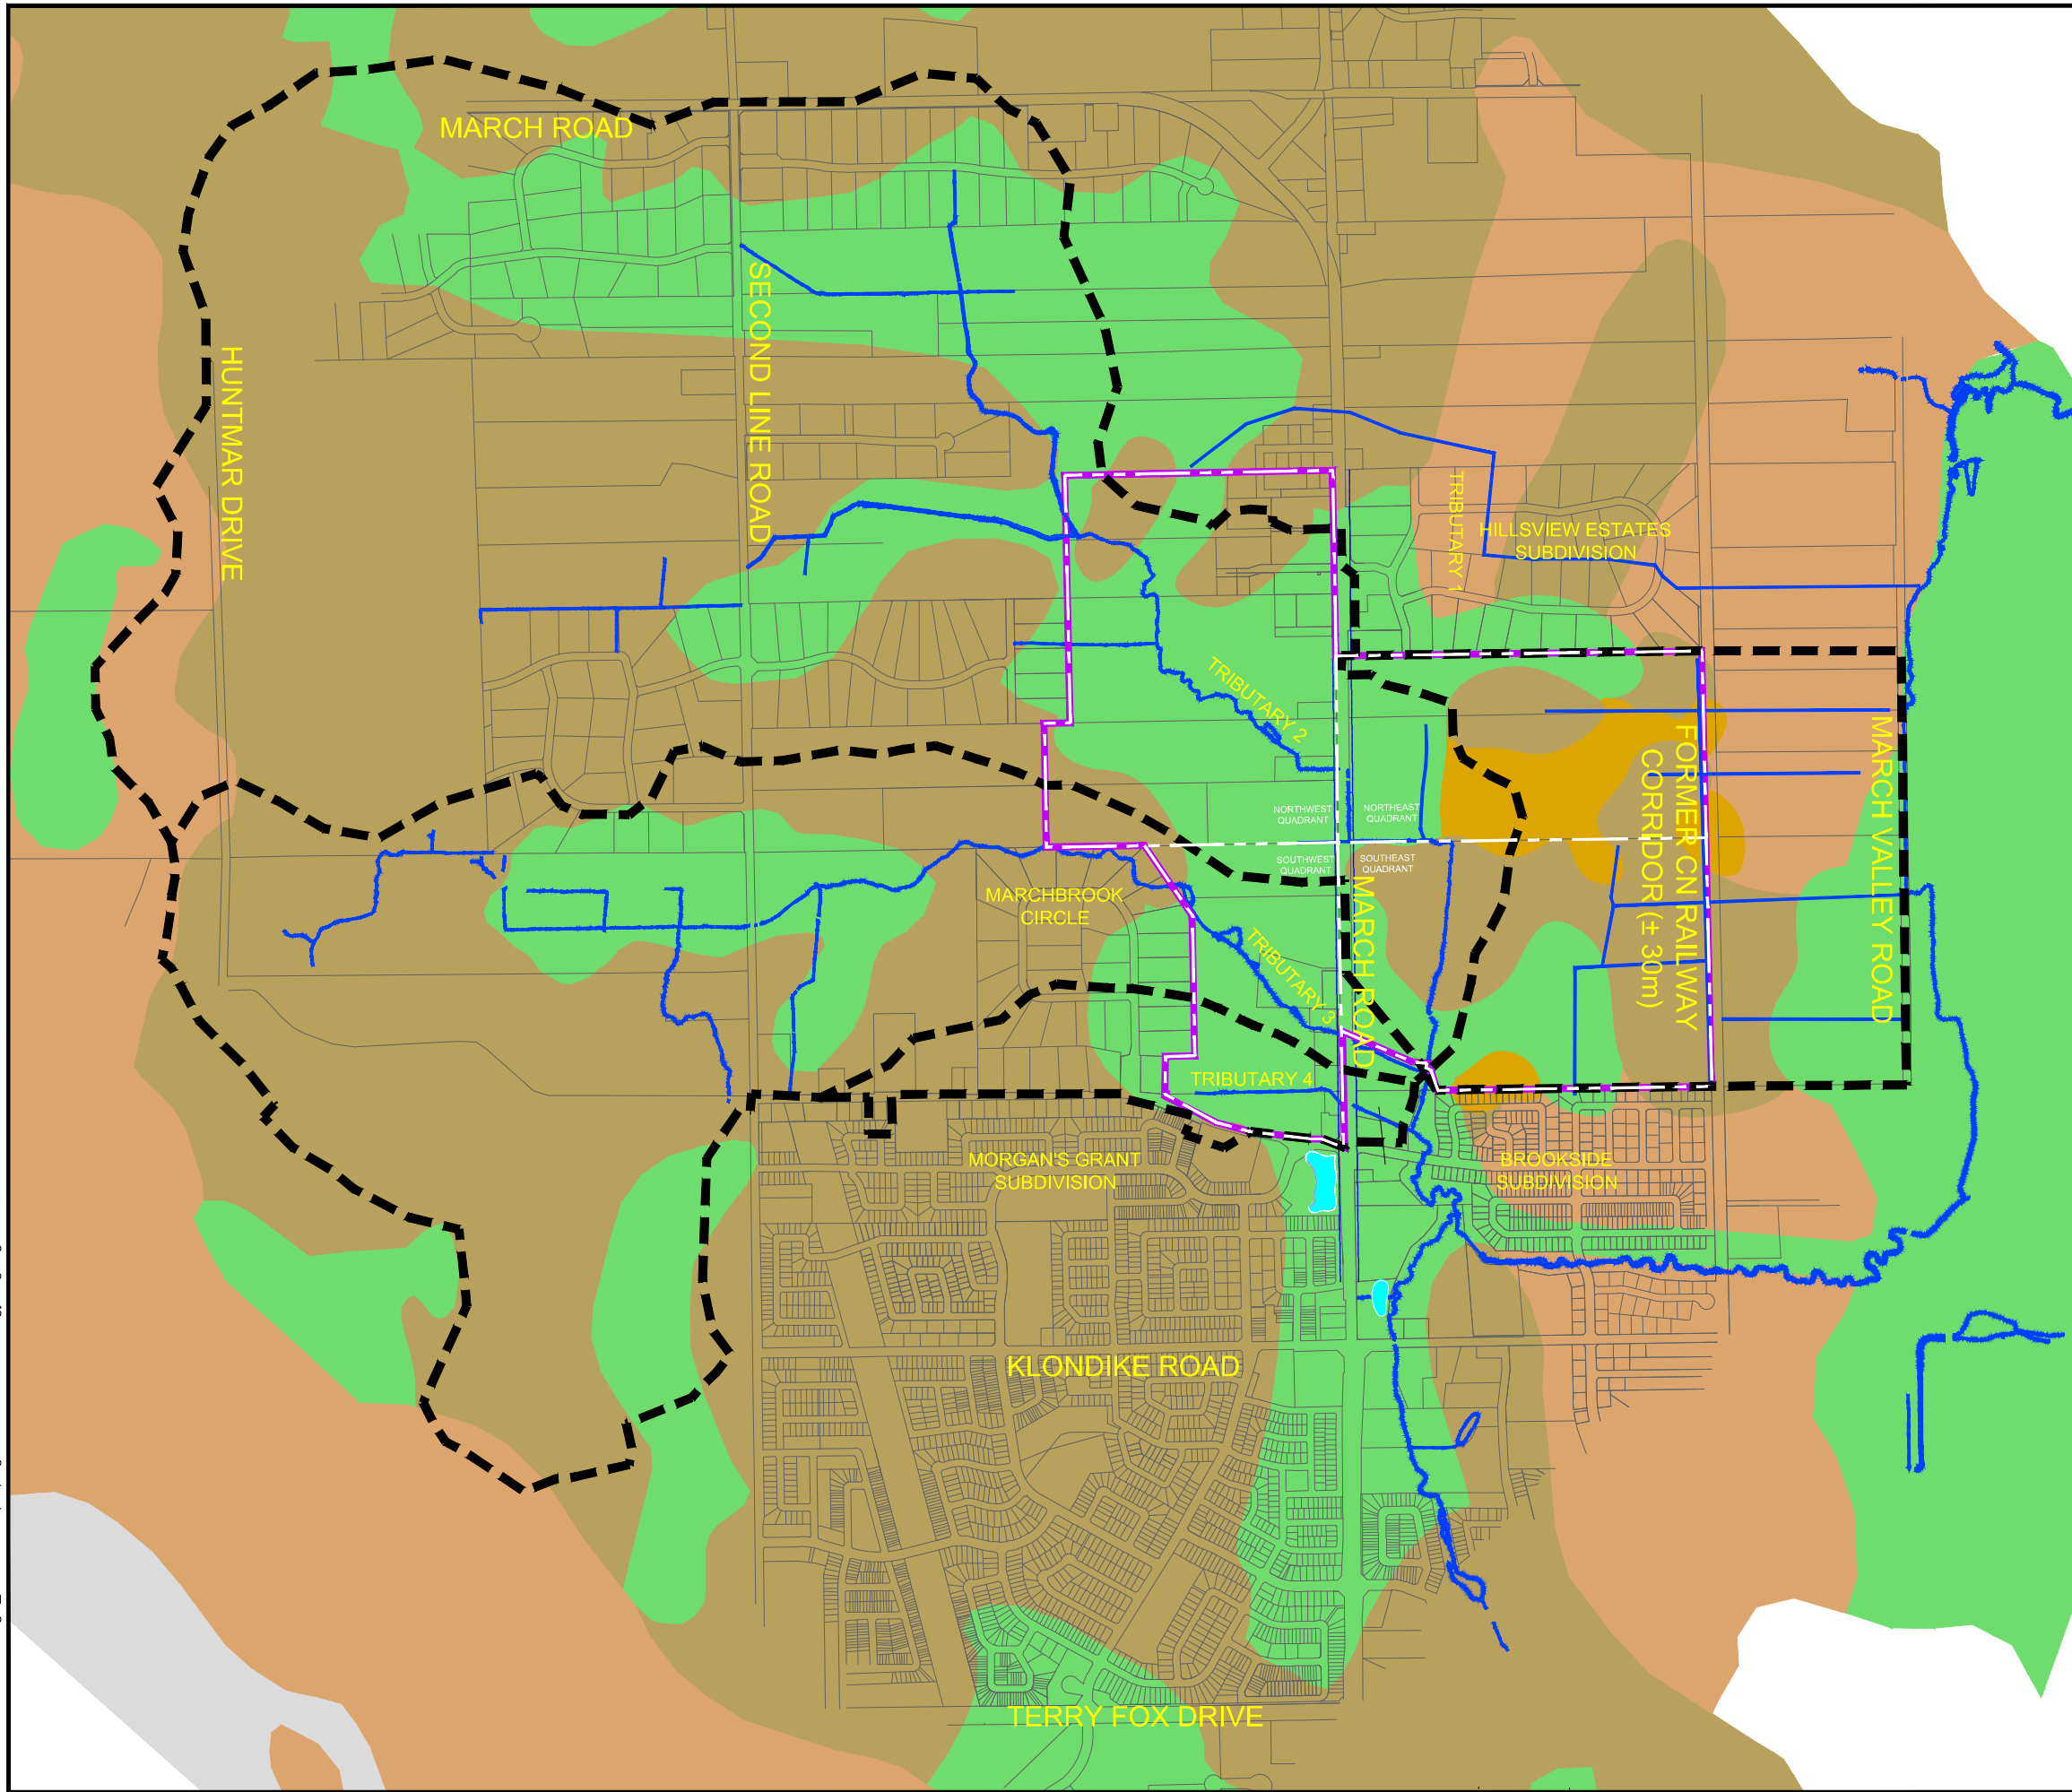 MARCH ROAD
SECOND LINE ROAD
HUNTMAR DRIVE
TRIBUTARY 1
HILLSVIEW ESTATES
SUBDIVISION
TRIBUTARY 2
FORMER CN RAILWAY
CORRIDOR (± 30m)
MARCH VALLEY ROAD
NORTHWEST
QUADRANT
NORTHEAST
QUADRANT
SOUTHWEST
QUADRANT
SOUTHEAST
QUADRANT
MARCHBROOK
CIRCLE
TRIBUTARY 3
MARCH ROAD
TRIBUTARY 4
MORGAN'S GRANT
SUBDIVISION
BROOKSIDE
SUBDIVISION
KLONDIKE ROAD
TERRY FOX DRIVE